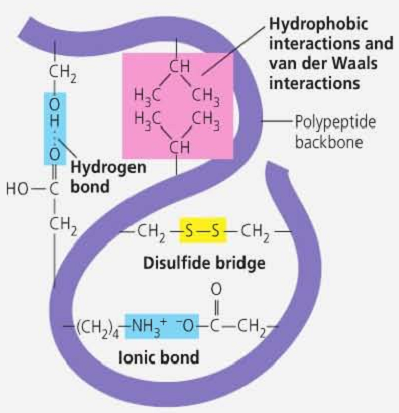 Hydrophobic
interactions and
van der Waals
interactions
CH
H₃C CH₃
H₃C CH₃
CH
Polypeptide
backbone
CH₂
O
H
O
Hydrogen
bond
HO—C
CH₂
—CH₂—S—S—CH₂—
Disulfide bridge
O
—(CH₂)₄—NH₃⁺ ⁻O—C—CH₂—
Ionic bond